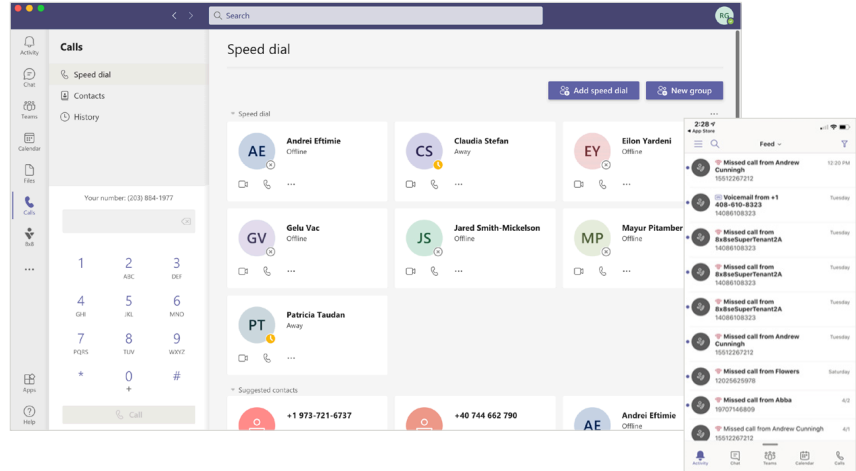 Search
RG
Activity
Chat
Teams
Calendar
Files
Calls
Bell
Apps
Help
Calls
Speed dial
Contacts
History
Your number: (203) 884-1977
1 2 3
ABC DEF
4 5 6
GHI JKL MNO
7 8 9
PQRS TUV WXYZ
* 0 #
+
Call
Speed dial
Add speed dial
New group
Speed dial
AE Andrei Eftimie
Offline
CS Claudia Stefan
Away
EY Eilon Yardeni
Offline
GV Gelu Vac
Offline
JS Jared Smith-Mickelson
Offline
MP Mayur Pitamber
Offline
PT Patricia Taudan
Away
Suggested contacts
+1 973-721-6737
+40 744 662 790
AE Andrei Eftimie
Offline
2:28
App Store
Feed
Missed call from Andrew 12:20 PM
Cunningh
15512267212
Voicemail from +1 Tuesday
408-610-8323
14086108323
Missed call from Tuesday
8x8seSuperTenant2A
14086108323
Missed call from Tuesday
8x8seSuperTenant2A
14086108323
Missed call from Tuesday
8x8seSuperTenant2A
14086108323
Missed call from Andrew Tuesday
Cunningh
15512267212
Missed call from Flowers Saturday
12025625978
Missed call from Abba 4/2
19707146809
Missed call from Andrew Cunningh 4/1
15512267212
Activity Chat Teams Calendar Calls